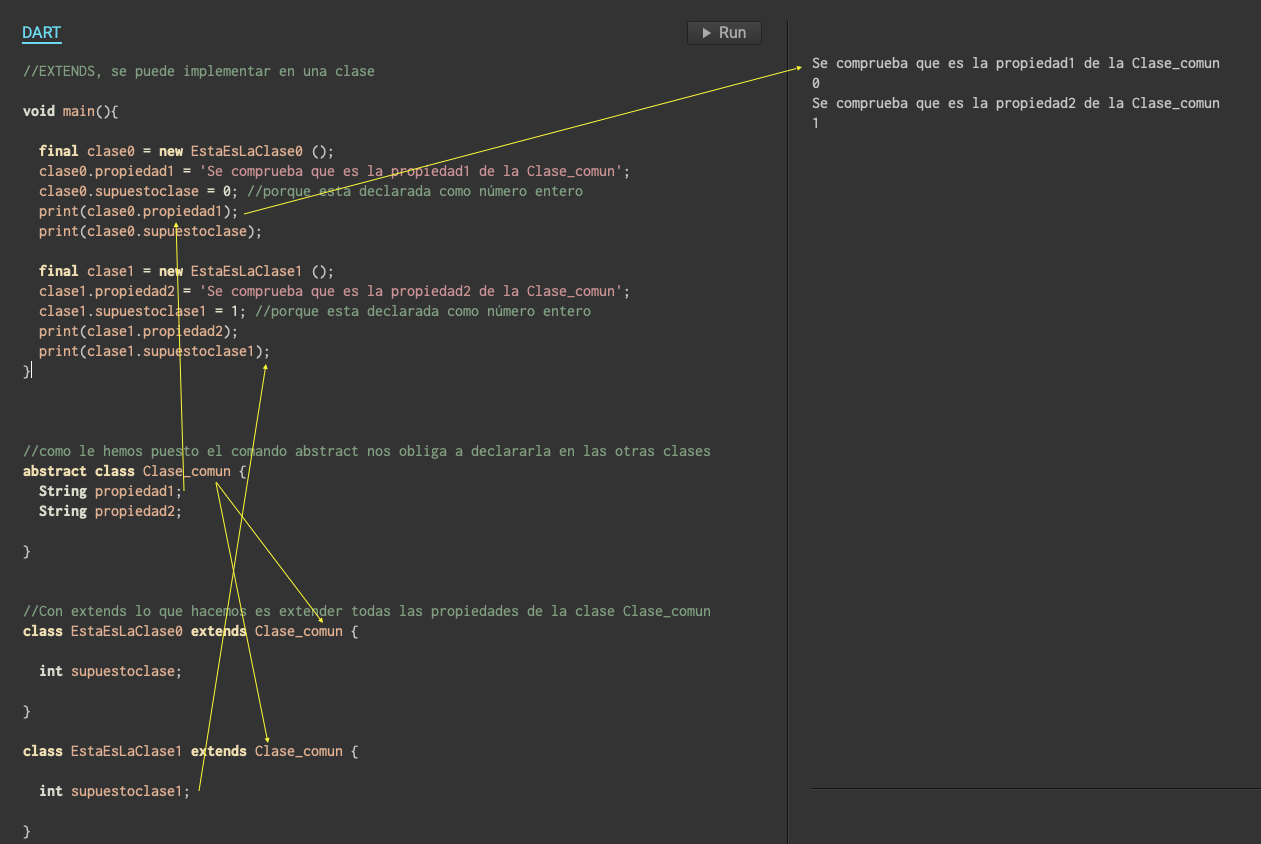 DART
Run
//EXTENDS, se puede implementar en una clase
void main(){
final clase0 = new EstaEsLaClase0 ();
clase0.propiedad1 = 'Se comprueba que es la propiedad1 de la Clase_comun';
clase0.supuestoclase = 0; //porque esta declarada como número entero
print(clase0.propiedad1);
print(clase0.supuestoclase);
final clase1 = new EstaEsLaClase1 ();
clase1.propiedad2 = 'Se comprueba que es la propiedad2 de la Clase_comun';
clase1.supuestoclase1 = 1; //porque esta declarada como número entero
print(clase1.propiedad2);
print(clase1.supuestoclase1);
}
//como le hemos puesto el comando abstract nos obliga a declararla en las otras clases
abstract class Clase_comun {
String propiedad1;
String propiedad2;
}
//Con extends lo que hacemos es extender todas las propiedades de la clase Clase_comun
class EstaEsLaClase0 extends Clase_comun {
int supuestoclase;
}
class EstaEsLaClase1 extends Clase_comun {
int supuestoclase1;
}
Se comprueba que es la propiedad1 de la Clase_comun
0
Se comprueba que es la propiedad2 de la Clase_comun
1